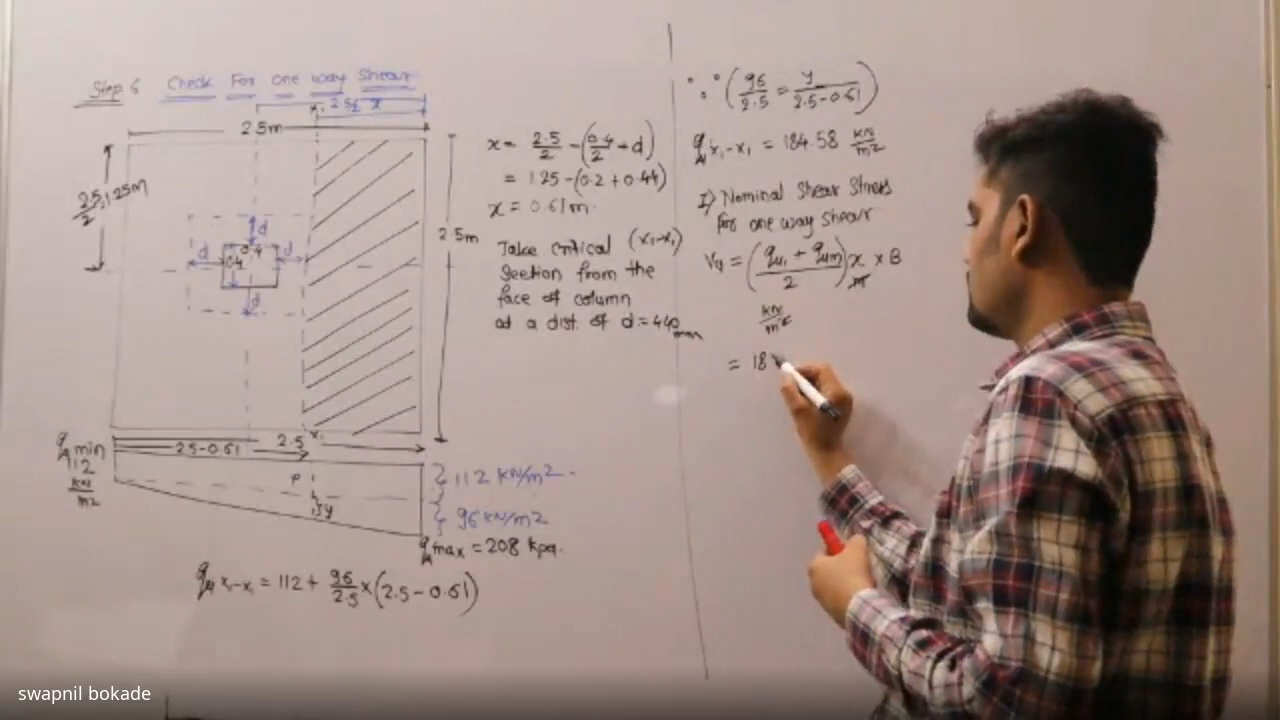 Step 6 Check For one way Shear
2.5/2 x
x₁
2.5m
2.5/2 = 1.25m
d
d
0.4
d
0.4
d
2.5m
x₁
x = 2.5/2 - (0.4/2 + d)
= 1.25 - (0.2 + 0.44)
x = 0.61m.
Take critical (x₁-x₁)
Section from the
face of column
at a dist. of d = 440 mm
2.5-0.61
2.5
qu min
112
KN/m2
P
y
112 KN/m2
96 KN/m2
qu max = 208 kpa.
qu x₁-x₁ = 112 + 96/2.5 x (2.5 - 0.61)
∵ (96/2.5 = y/2.5-0.61)
qu x₁-x₁ = 184.58 KN/m2
I) Nominal Shear Stress
For one way shear
Vu = (qu₁ + qum / 2) x x B
KN/m2
= 18
swapnil bokade